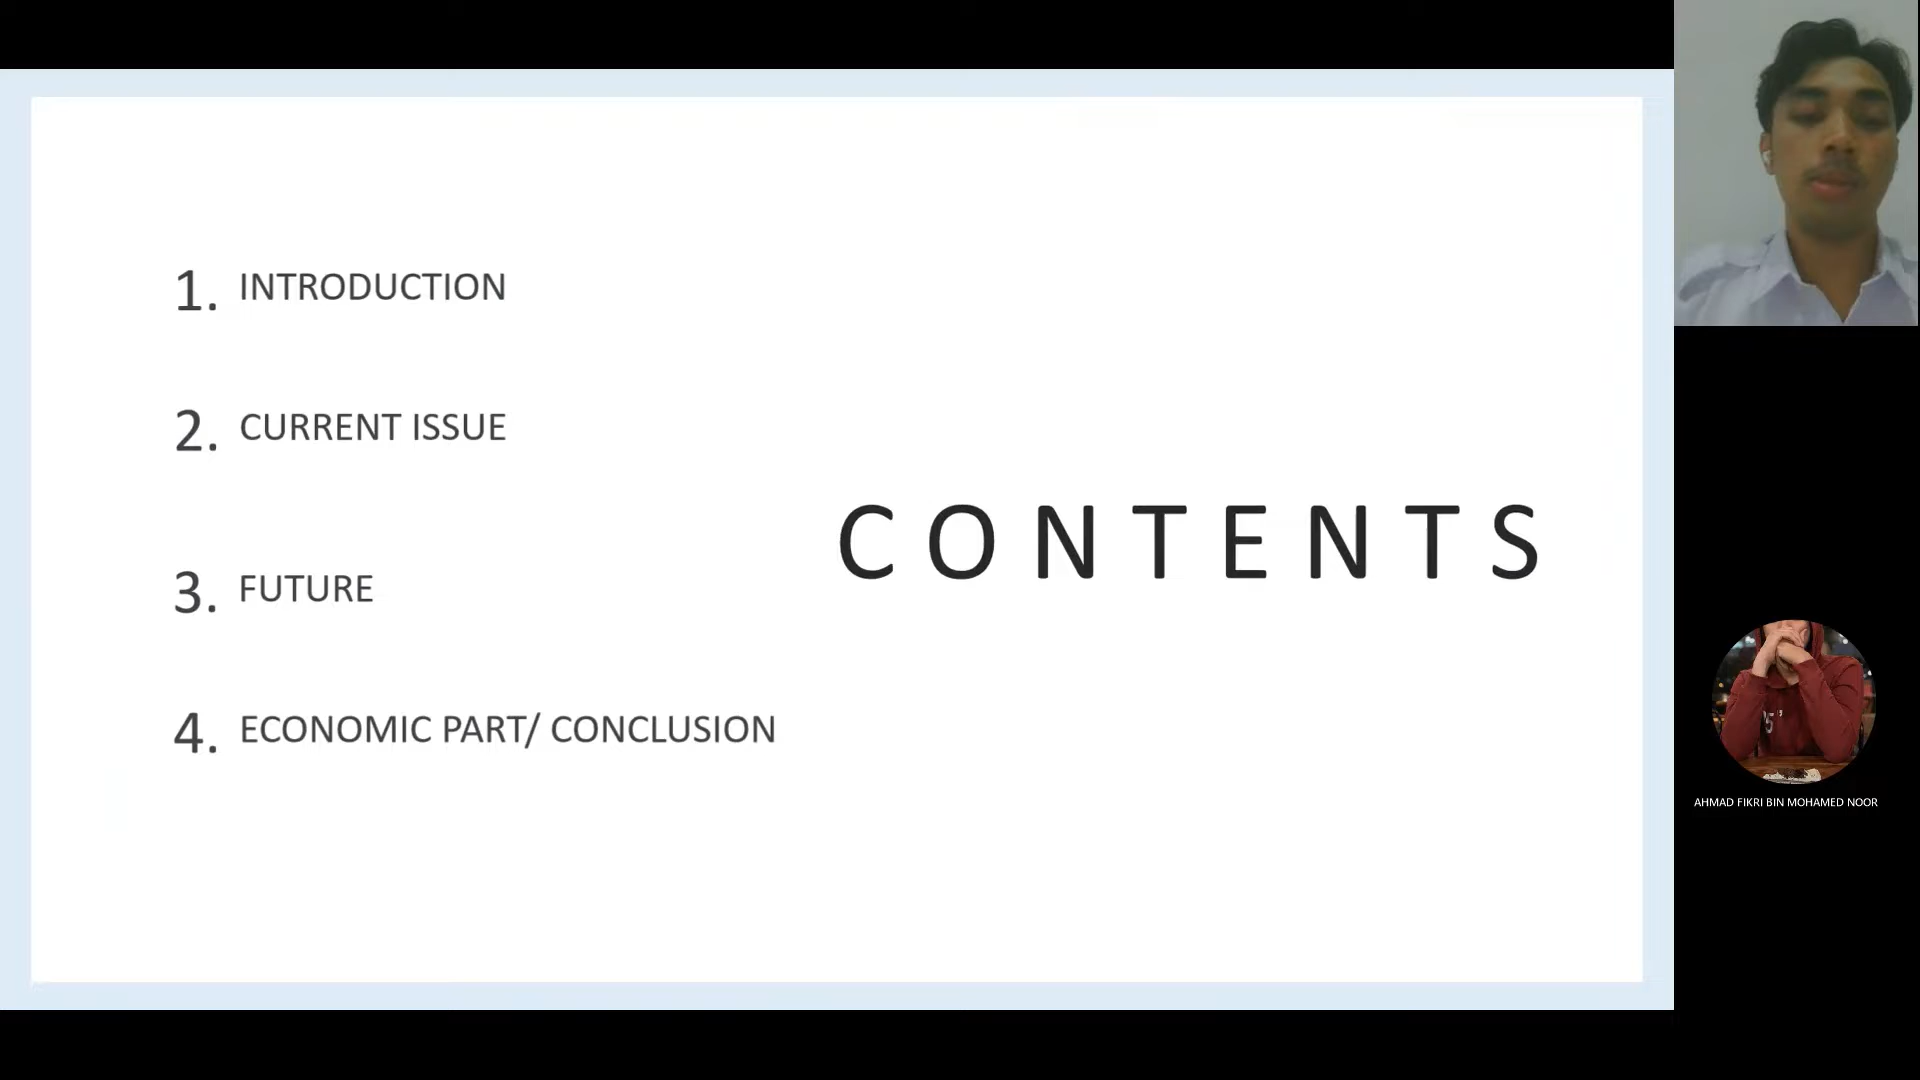 1. INTRODUCTION
2. CURRENT ISSUE
3. FUTURE
4. ECONOMIC PART/ CONCLUSION
CONTENTS
AHMAD FIKRI BIN MOHAMED NOOR